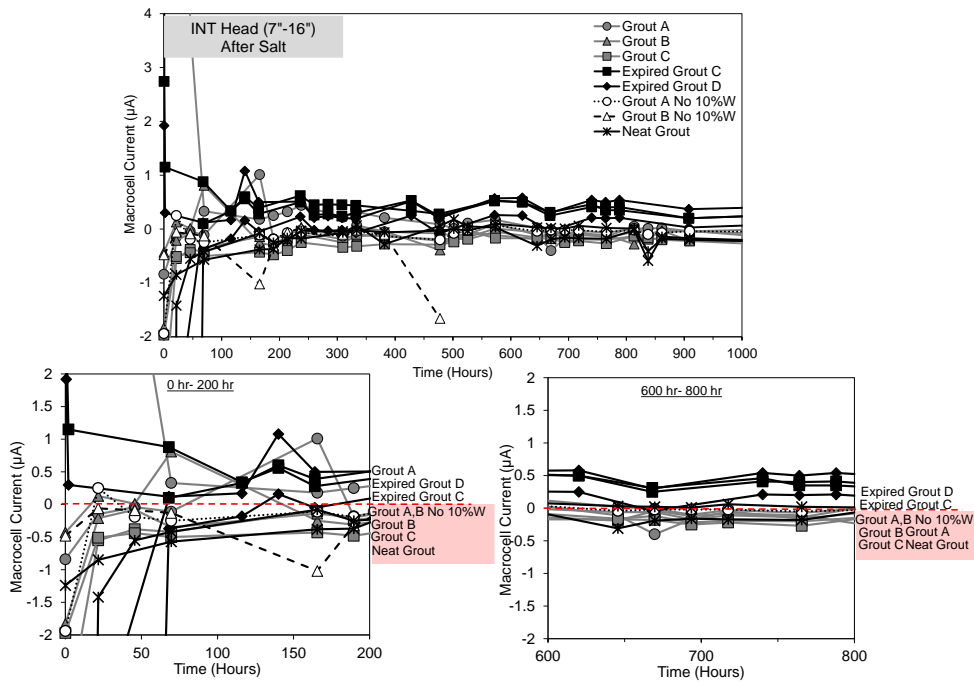 INT Head (7"-16")
After Salt
Grout A
Grout B
Grout C
Expired Grout C
Expired Grout D
Grout A No 10%W
Grout B No 10%W
Neat Grout
Macrocell Current (µA)
4
3
2
1
0
-1
-2
0 100 200 300 400 500 600 700 800 900 1000
Time (Hours)
0 hr- 200 hr
Macrocell Current (µA)
2
1.5
1
0.5
0
-0.5
-1
-1.5
-2
0 50 100 150 200
Time (Hours)
Grout A
Expired Grout D
Expired Grout C
Grout A,B No 10%W
Grout B
Grout C
Neat Grout
600 hr- 800 hr
Macrocell Current (µA)
2
1.5
1
0.5
0
-0.5
-1
-1.5
-2
600 650 700 750 800
Time (Hours)
Expired Grout D
Expired Grout C
Grout A,B No 10%W
Grout B Grout A
Grout C Neat Grout